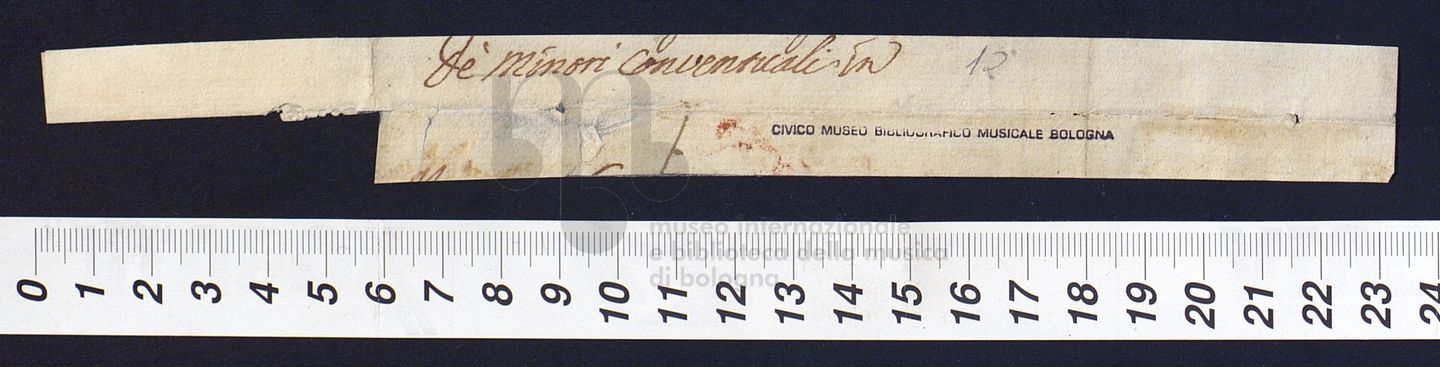 de Minori Conventuali in
12
CIVICO MUSEO BIBLIOGRAFICO MUSICALE BOLOGNA
museo internazionale
e biblioteca della musica
di bologna
0 1 2 3 4 5 6 7 8 9 10 11 12 13 14 15 16 17 18 19 20 21 22 23 24